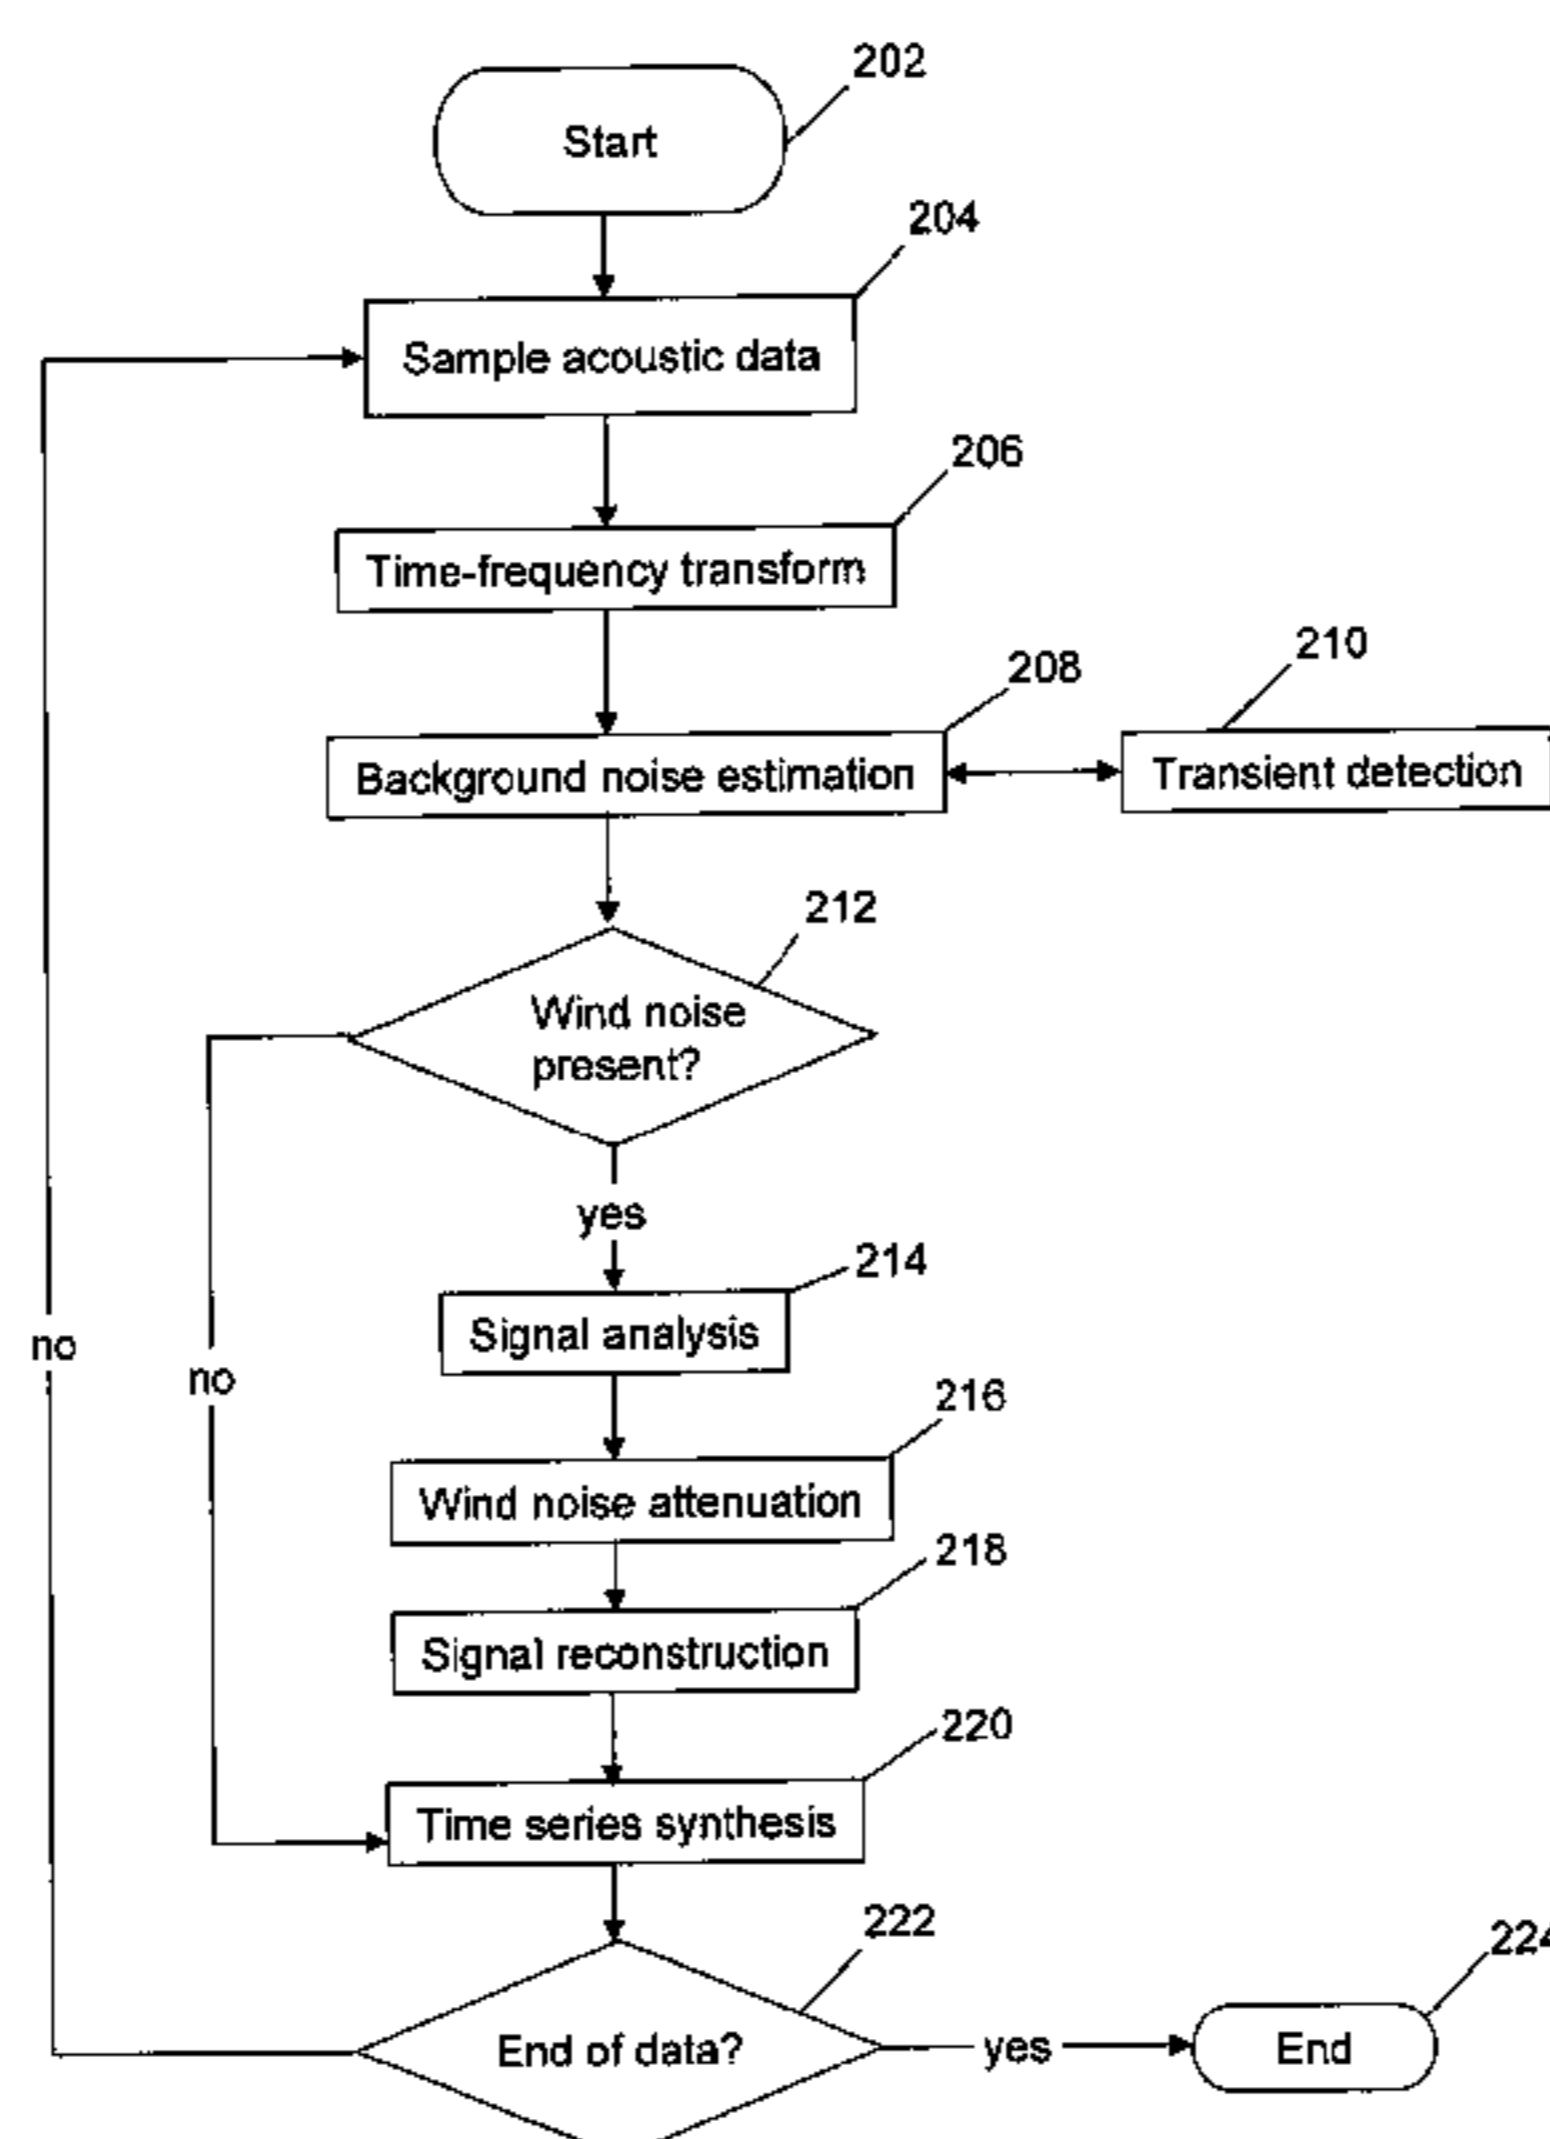 202
Start
204
Sample acoustic data
206
Time-frequency transform
208
210
Background noise estimation
Transient detection
212
Wind noise
present?
yes
214
no
Signal analysis
no
216
Wind noise attenuation
218
Signal reconstruction
220
Time series synthesis
222
224
End of data?
yes
End